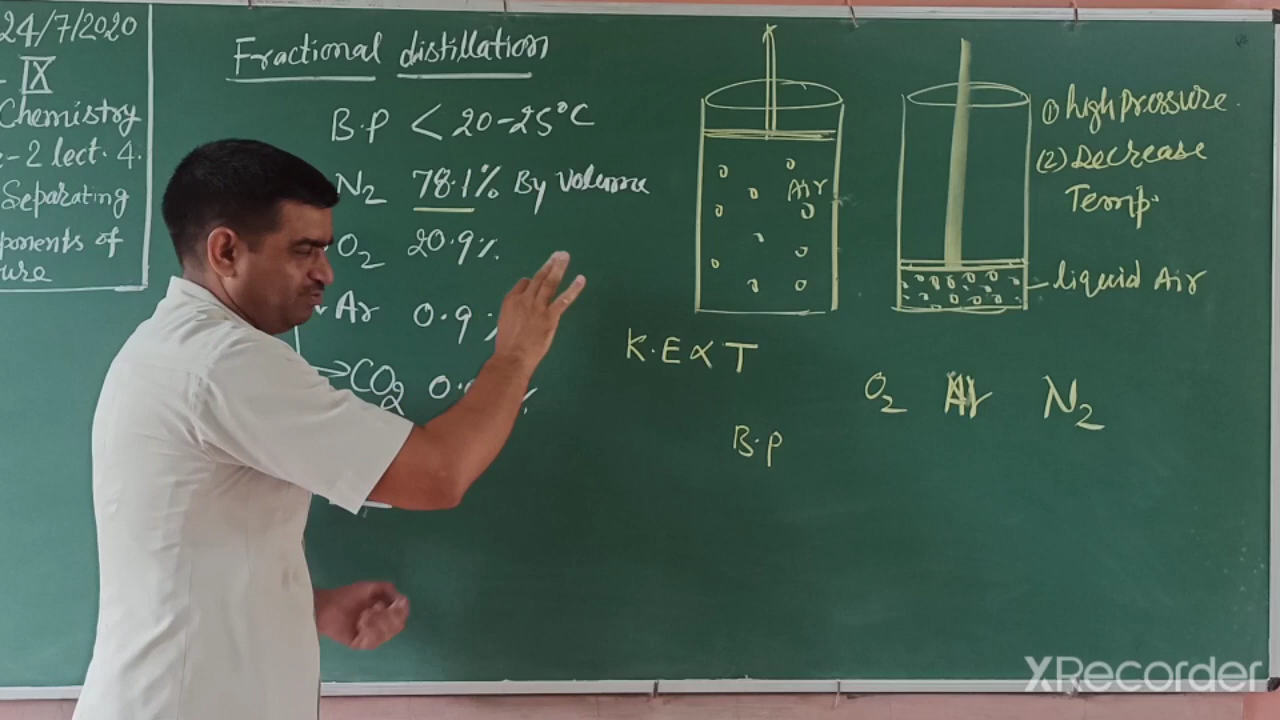 24/7/2020
- IX
Chemistry
-2 lect. 4.
Separating
ponents of
ure
Fractional distillation
B.P < 20-25°C
N2 78.1% By Volume
O2 20.9%
Ar 0.9
→ CO2 0.0 %
Air
① high pressure.
(2) Decrease
Temp.
liquid Air
K.E ∝ T
O2 Ar N2
B.P
XRecorder